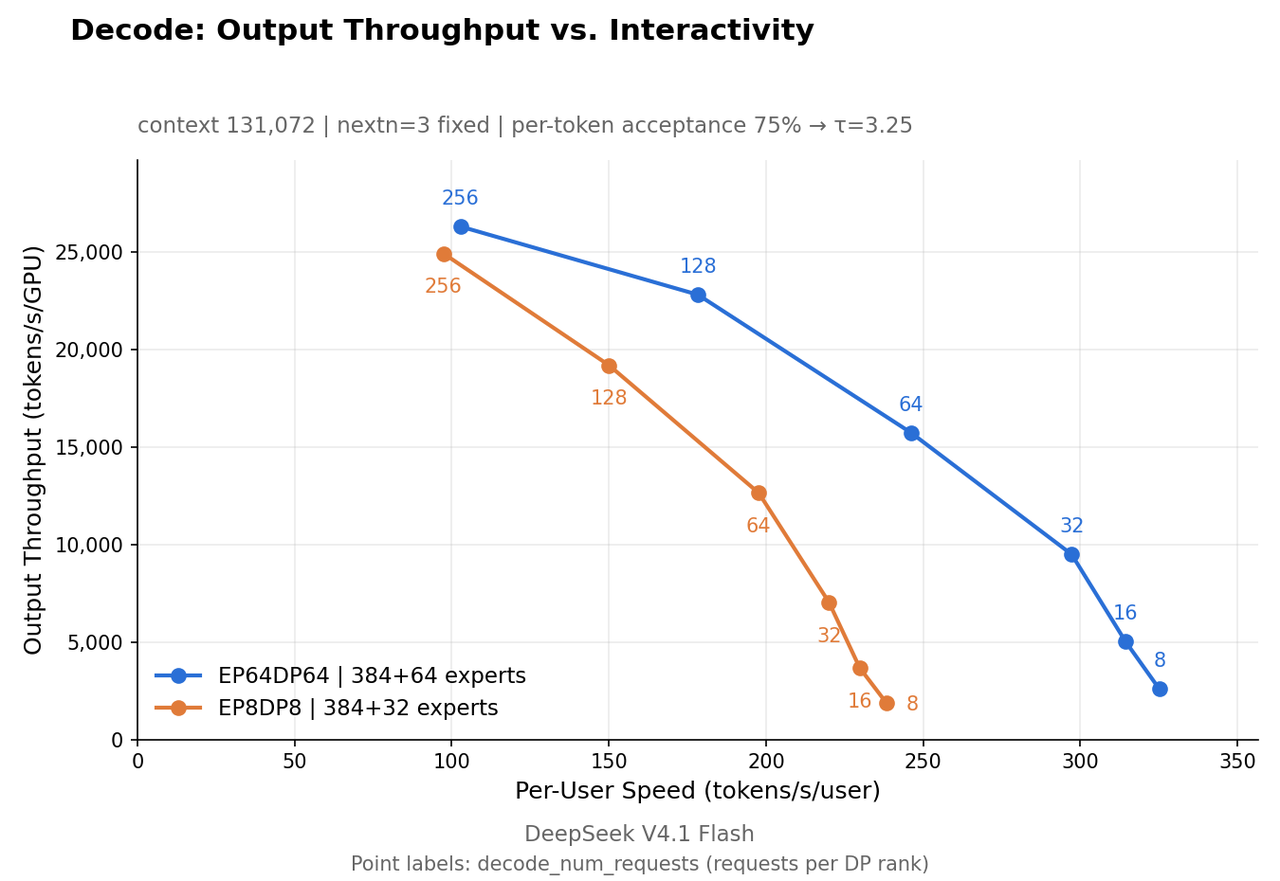 Decode: Output Throughput vs. Interactivity
context 131,072 | nextn=3 fixed | per-token acceptance 75% → τ=3.25
Output Throughput (tokens/s/GPU)
25,000
20,000
15,000
10,000
5,000
0
256
128
64
32
16
8
256
128
64
32
16
8
EP64DP64 | 384+64 experts
EP8DP8 | 384+32 experts
0 50 100 150 200 250 300 350
Per-User Speed (tokens/s/user)
DeepSeek V4.1 Flash
Point labels: decode_num_requests (requests per DP rank)